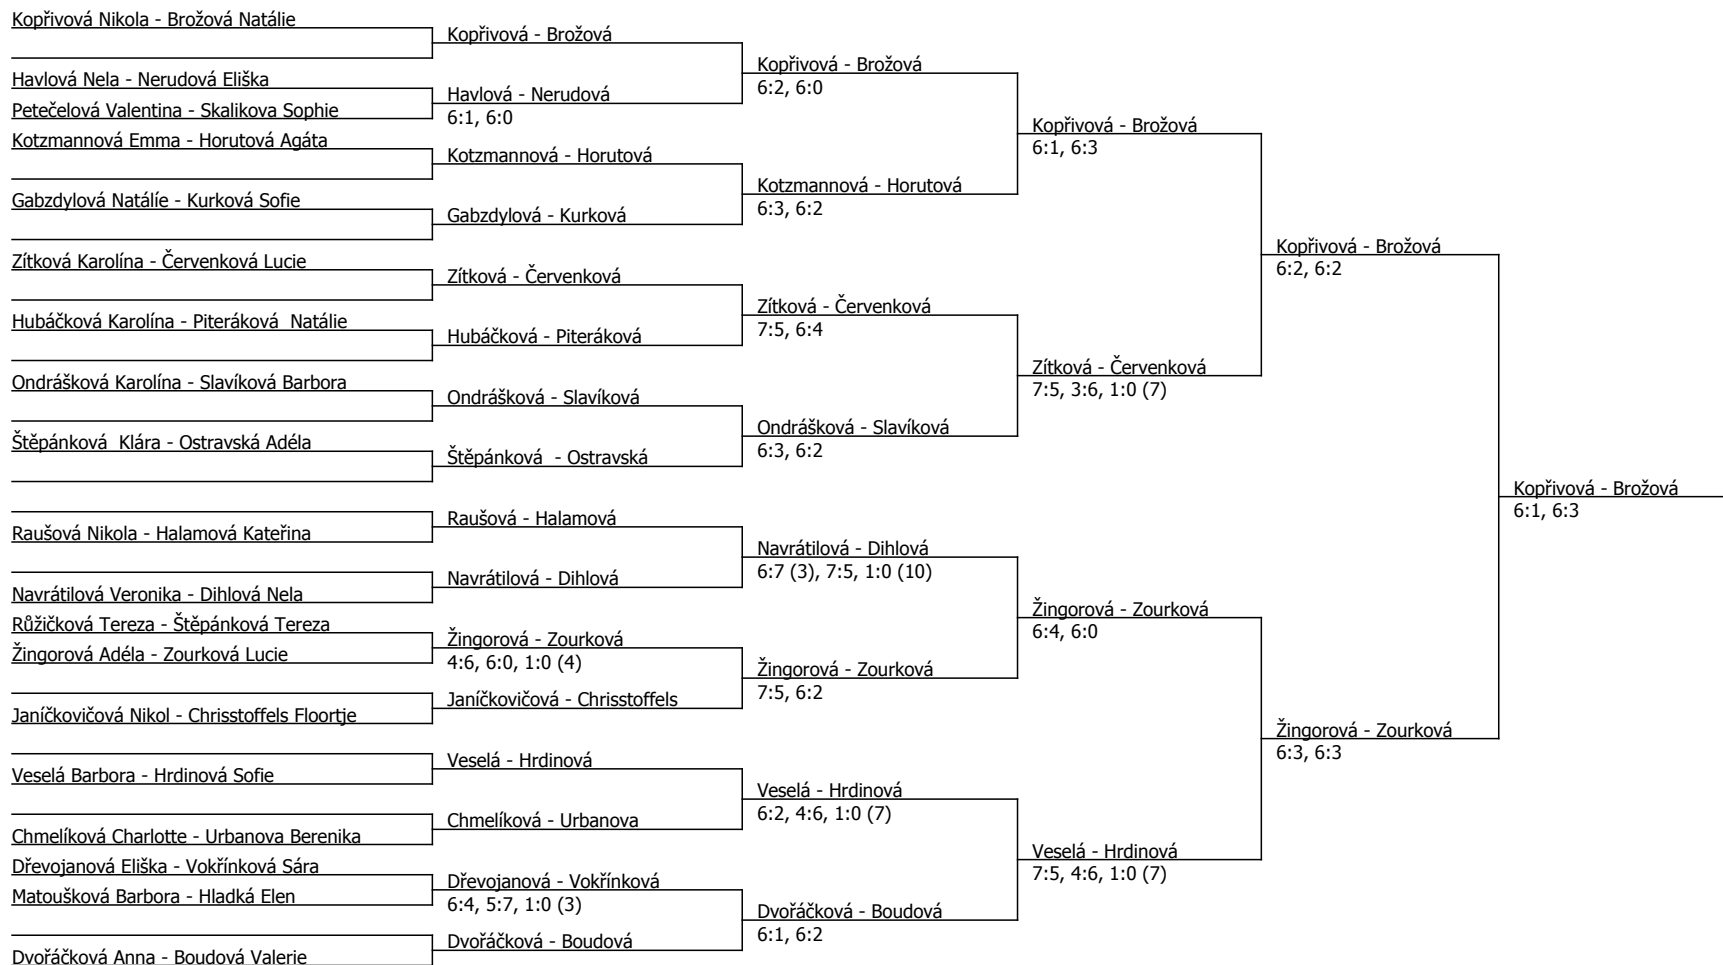 Kopřivová Nikola - Brožová Natálie
Havlová Nela - Nerudová Eliška
Petečelová Valentina - Skalikova Sophie
Kotzmannová Emma - Horutová Agáta
Gabzdylová Natálíe - Kurková Sofie
Zítková Karolína - Červenková Lucie
Hubáčková Karolína - Piteráková  Natálie
Ondrášková Karolína - Slavíková Barbora
Štěpánková  Klára - Ostravská Adéla
Raušová Nikola - Halamová Kateřina
Navrátilová Veronika - Dihlová Nela
Růžičková Tereza - Štěpánková Tereza
Žingorová Adéla - Zourková Lucie
Janíčkovičová Nikol - Chrisstoffels Floortje
Veselá Barbora - Hrdinová Sofie
Chmelíková Charlotte - Urbanova Berenika
Dřevojanová Eliška - Vokřínková Sára
Matoušková Barbora - Hladká Elen
Dvořáčková Anna - Boudová Valerie
Kopřivová - Brožová
Havlová - Nerudová
6:1, 6:0
Kotzmannová - Horutová
Gabzdylová - Kurková
Zítková - Červenková
Hubáčková - Piteráková
Ondrášková - Slavíková
Štěpánková  - Ostravská
Raušová - Halamová
Navrátilová - Dihlová
Žingorová - Zourková
4:6, 6:0, 1:0 (4)
Janíčkovičová - Chrisstoffels
Veselá - Hrdinová
Chmelíková - Urbanova
Dřevojanová - Vokřínková
6:4, 5:7, 1:0 (3)
Dvořáčková - Boudová
Kopřivová - Brožová
6:2, 6:0
Kotzmannová - Horutová
6:3, 6:2
Zítková - Červenková
7:5, 6:4
Ondrášková - Slavíková
6:3, 6:2
Navrátilová - Dihlová
6:7 (3), 7:5, 1:0 (10)
Žingorová - Zourková
7:5, 6:2
Veselá - Hrdinová
6:2, 4:6, 1:0 (7)
Dvořáčková - Boudová
6:1, 6:2
Kopřivová - Brožová
6:1, 6:3
Zítková - Červenková
7:5, 3:6, 1:0 (7)
Žingorová - Zourková
6:4, 6:0
Veselá - Hrdinová
7:5, 4:6, 1:0 (7)
Kopřivová - Brožová
6:2, 6:2
Žingorová - Zourková
6:3, 6:3
Kopřivová - Brožová
6:1, 6:3